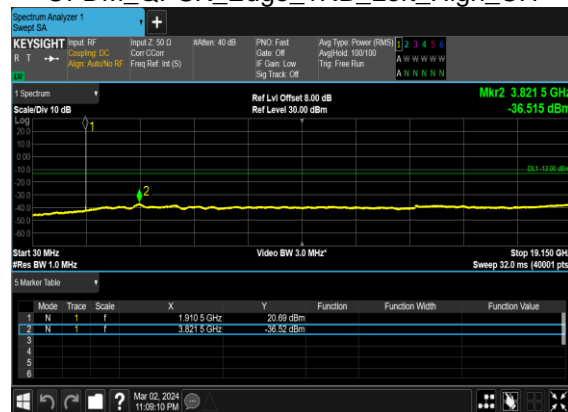 Spectrum Analyzer 1
Swept SA
+
KEYSIGHT Input: RF Input Z: 50 Ω #Atten: 40 dB PNO: Fast Avg Type: Power (RMS) 1 2 3 4 5 6
R T Coupling: DC Corr CCorr Gate: Off Avg|Hold: 100/100 A W W W W W
Align: Auto/No RF Freq Ref: Int (S) IF Gain: Low Trig: Free Run
LU Sig Track: Off A N N N N N
1 Spectrum Ref Lvl Offset 8.00 dB Mkr2 3.821 5 GHz
Scale/Div 10 dB Ref Level 30.00 dBm -36.515 dBm
Log
20.0
10.0
0.00
-10.0
-20.0
-30.0
-40.0
-50.0
-60.0
1
DL1 -13.00 dBm
2
Start 30 MHz Video BW 3.0 MHz* Stop 19.150 GHz
#Res BW 1.0 MHz Sweep 32.0 ms (40001 pts)
5 Marker Table
Mode Trace Scale X Y Function Function Width Function Value
1 N 1 f 1.910 5 GHz 20.69 dBm
2 N 1 f 3.821 5 GHz -36.52 dBm
3
4
5
6
? Mar 02, 2024
11:09:10 PM